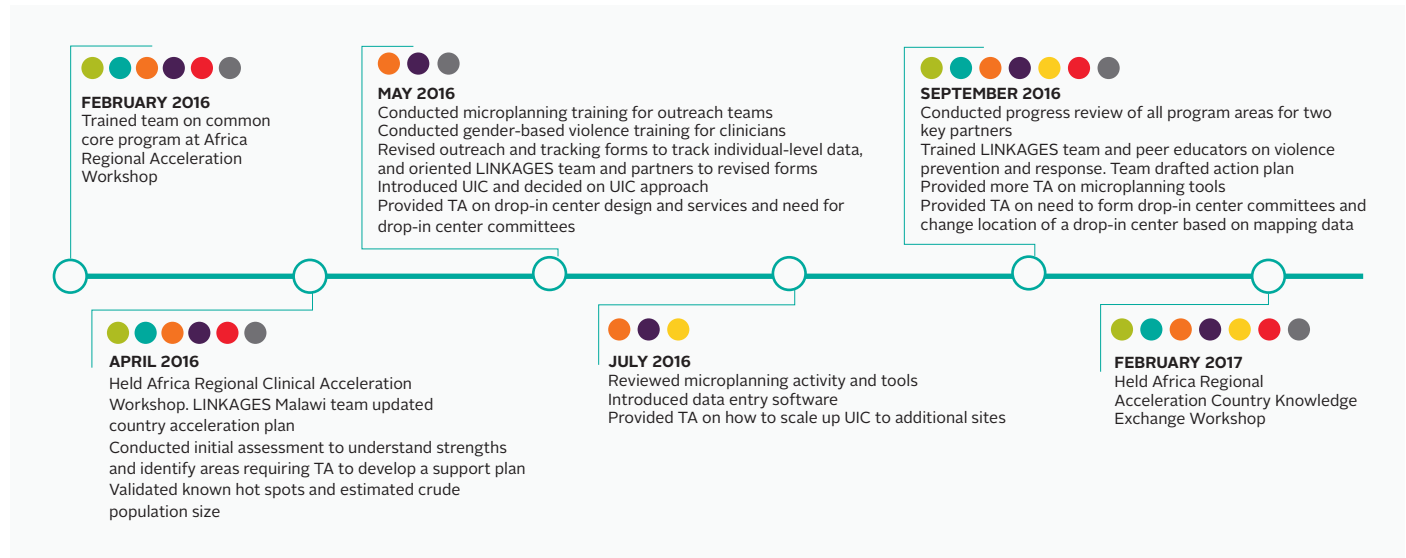 FEBRUARY 2016
Trained team on common
core program at Africa
Regional Acceleration
Workshop
MAY 2016
Conducted microplanning training for outreach teams
Conducted gender-based violence training for clinicians
Revised outreach and tracking forms to track individual-level data,
and oriented LINKAGES team and partners to revised forms
Introduced UIC and decided on UIC approach
Provided TA on drop-in center design and services and need for
drop-in center committees
SEPTEMBER 2016
Conducted progress review of all program areas for two
key partners
Trained LINKAGES team and peer educators on violence
prevention and response. Team drafted action plan
Provided more TA on microplanning tools
Provided TA on need to form drop-in center committees and
change location of a drop-in center based on mapping data
APRIL 2016
Held Africa Regional Clinical Acceleration
Workshop. LINKAGES Malawi team updated
country acceleration plan
Conducted initial assessment to understand strengths
and identify areas requiring TA to develop a support plan
Validated known hot spots and estimated crude
population size
JULY 2016
Reviewed microplanning activity and tools
Introduced data entry software
Provided TA on how to scale up UIC to additional sites
FEBRUARY 2017
Held Africa Regional
Acceleration Country Knowledge
Exchange Workshop